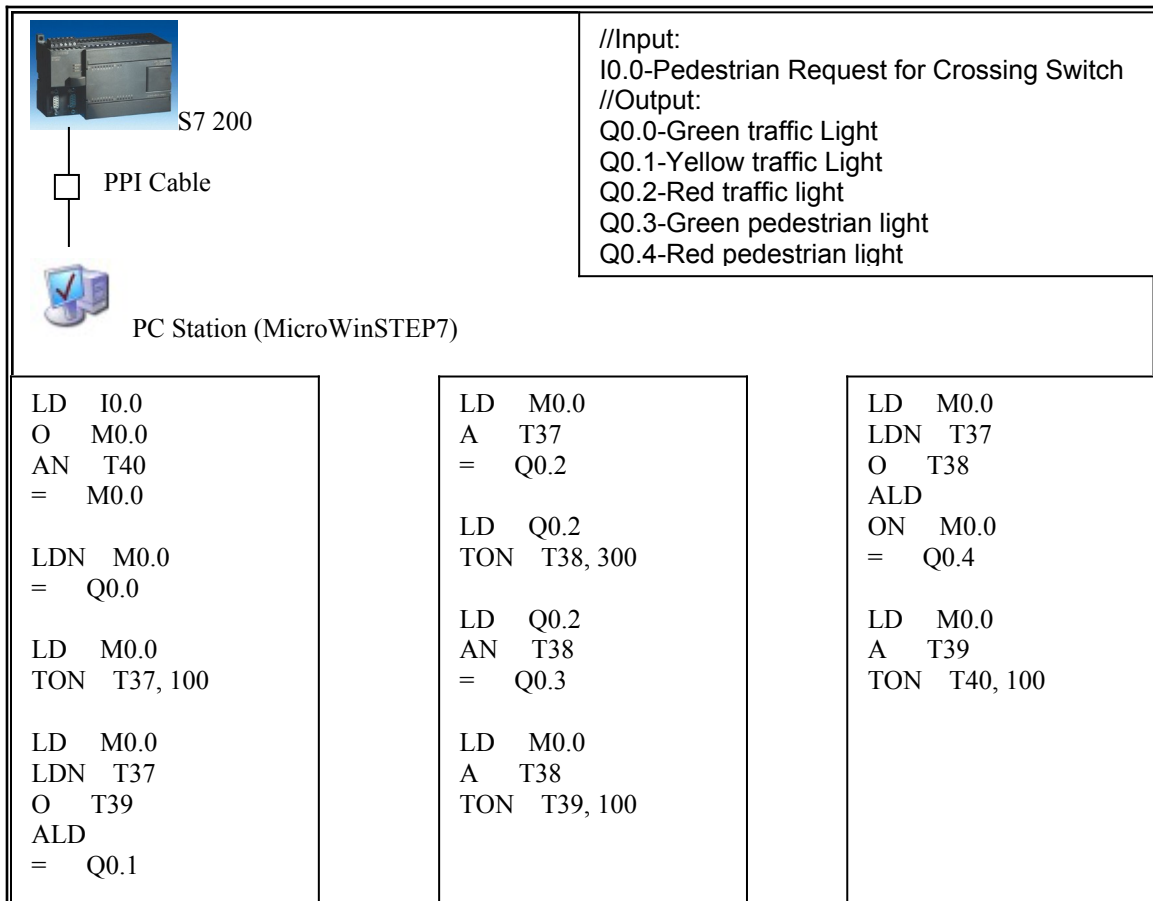 S7 200
PPI Cable
PC Station (MicroWinSTEP7)
//Input:
I0.0-Pedestrian Request for Crossing Switch
//Output:
Q0.0-Green traffic Light
Q0.1-Yellow traffic Light
Q0.2-Red traffic light
Q0.3-Green pedestrian light
Q0.4-Red pedestrian light
LD I0.0
O M0.0
AN T40
= M0.0
LDN M0.0
= Q0.0
LD M0.0
TON T37, 100
LD M0.0
LDN T37
O T39
ALD
= Q0.1
LD M0.0
A T37
= Q0.2
LD Q0.2
TON T38, 300
LD Q0.2
AN T38
= Q0.3
LD M0.0
A T38
TON T39, 100
LD M0.0
LDN T37
O T38
ALD
ON M0.0
= Q0.4
LD M0.0
A T39
TON T40, 100